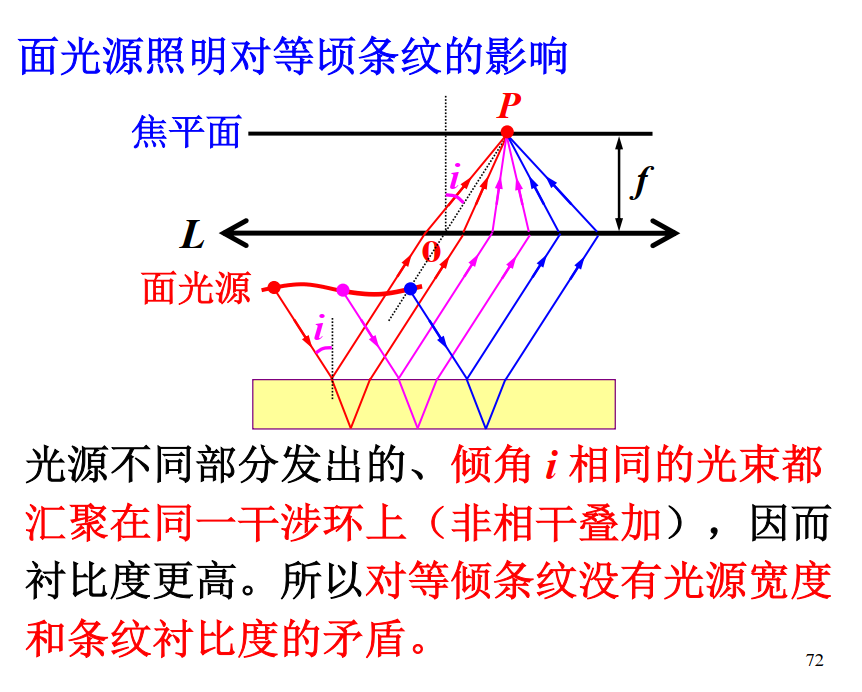 面光源照明对等顷条纹的影响
P
焦平面
i
f
L
0
面光源
i
光源不同部分发出的、倾角 i 相同的光束都
汇聚在同一干涉环上（非相干叠加），因而
衬比度更高。所以对等倾条纹没有光源宽度
和条纹衬比度的矛盾。
72